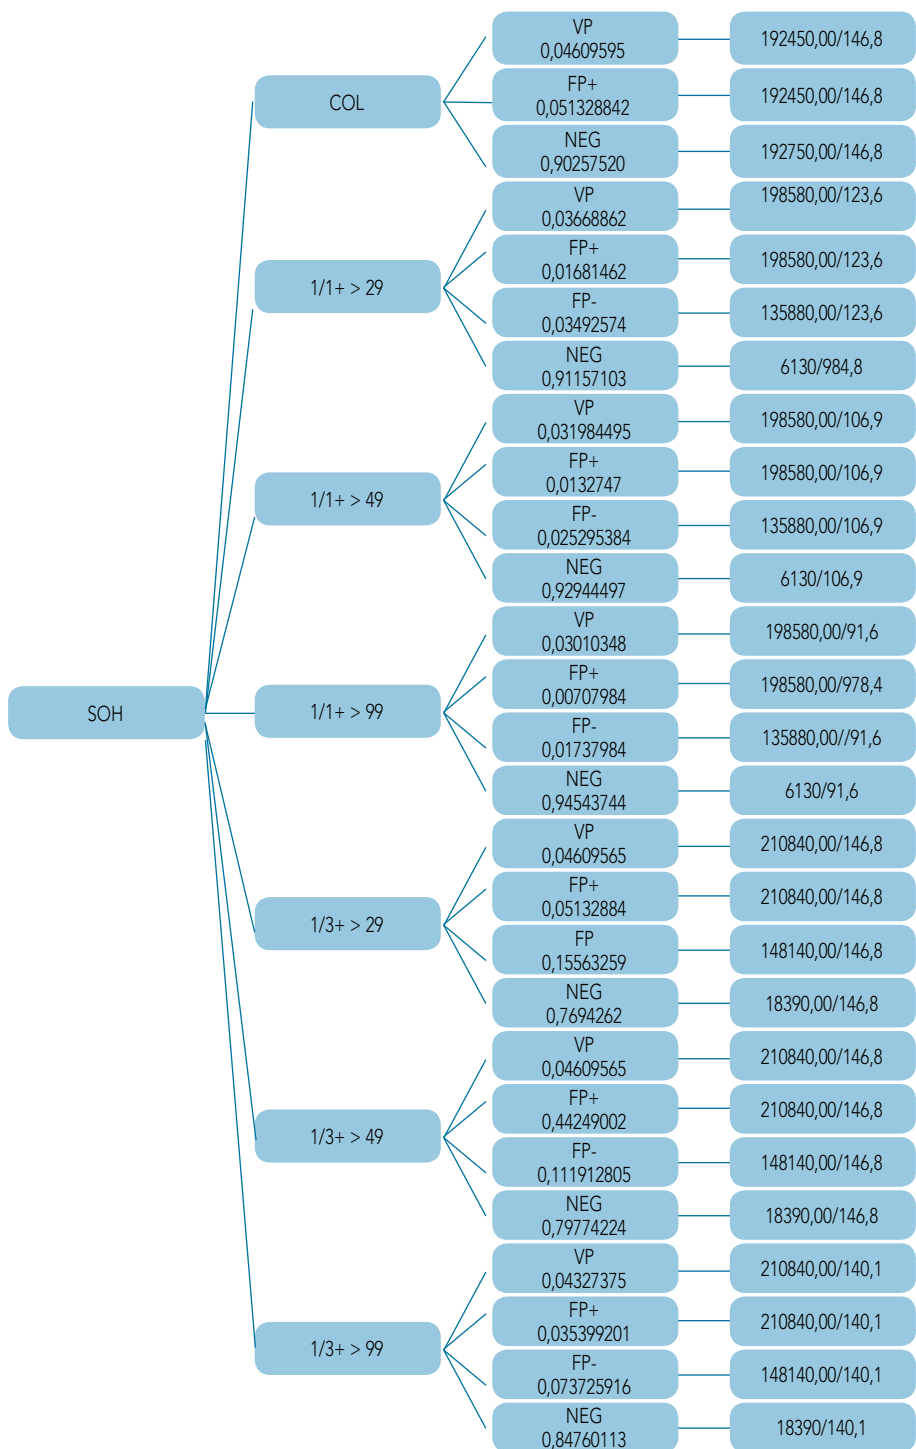 SOH
COL
VP
0,04609595
192450,00/146,8
FP+
0,051328842
192450,00/146,8
NEG
0,90257520
192750,00/146,8
1/1+ > 29
VP
0,03668862
198580,00/123,6
FP+
0,01681462
198580,00/123,6
FP-
0,03492574
135880,00/123,6
NEG
0,91157103
6130/984,8
1/1+ > 49
VP
0,031984495
198580,00/106,9
FP+
0,0132747
198580,00/106,9
FP-
0,025295384
135880,00/106,9
NEG
0,92944497
6130/106,9
1/1+ > 99
VP
0,03010348
198580,00/91,6
FP+
0,00707984
198580,00/978,4
FP-
0,01737984
135880,00//91,6
NEG
0,94543744
6130/91,6
1/3+ > 29
VP
0,04609565
210840,00/146,8
FP+
0,05132884
210840,00/146,8
FP
0,15563259
148140,00/146,8
NEG
0,7694262
18390,00/146,8
1/3+ > 49
VP
0,04609565
210840,00/146,8
FP+
0,44249002
210840,00/146,8
FP-
0,111912805
148140,00/146,8
NEG
0,79774224
18390,00/146,8
1/3+ > 99
VP
0,04327375
210840,00/140,1
FP+
0,035399201
210840,00/140,1
FP-
0,073725916
148140,00/140,1
NEG
0,84760113
18390/140,1